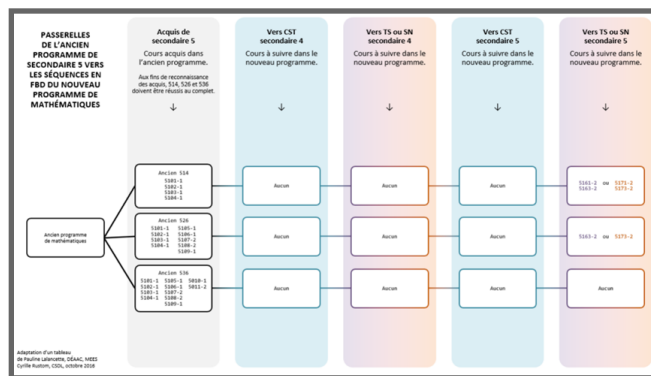 PASSERELLES
DE L'ANCIEN
PROGRAMME DE
SECONDAIRE 5 VERS
LES SÉQUENCES EN
FBD DU NOUVEAU
PROGRAMME DE
MATHÉMATIQUES
Acquis de
secondaire 5
Cours acquis dans
l'ancien programme.
Aux fins de reconnaissance
des acquis, 514, 526 et 536
doivent être réussis au complet.
↓
Vers CST
secondaire 4
Cours à suivre dans le
nouveau programme.
↓
Vers TS ou SN
secondaire 4
Cours à suivre dans le
nouveau programme.
↓
Vers CST
secondaire 5
Cours à suivre dans le
nouveau programme.
↓
Vers TS ou SN
secondaire 5
Cours à suivre dans le
nouveau programme.
↓
Ancien programme
de mathématiques
Ancien 514
5101-1
5102-1
5103-1
5104-1
Aucun
Aucun
Aucun
5161-2 ou 5171-2
5163-2 5173-2
Ancien 526
5101-1 5105-1
5102-1 5106-1
5103-1 5107-2
5104-1 5108-2
5109-1
Aucun
Aucun
Aucun
5163-2 ou 5173-2
Ancien 536
5101-1 5105-1 5010-1
5102-1 5106-1 5011-2
5103-1 5107-2
5104-1 5108-2
5109-1
Aucun
Aucun
Aucun
Aucun
Adaptation d'un tableau
de Pauline Lalancette, DEAAC, MEES
Cyrille Rustom, CSDL, octobre 2018